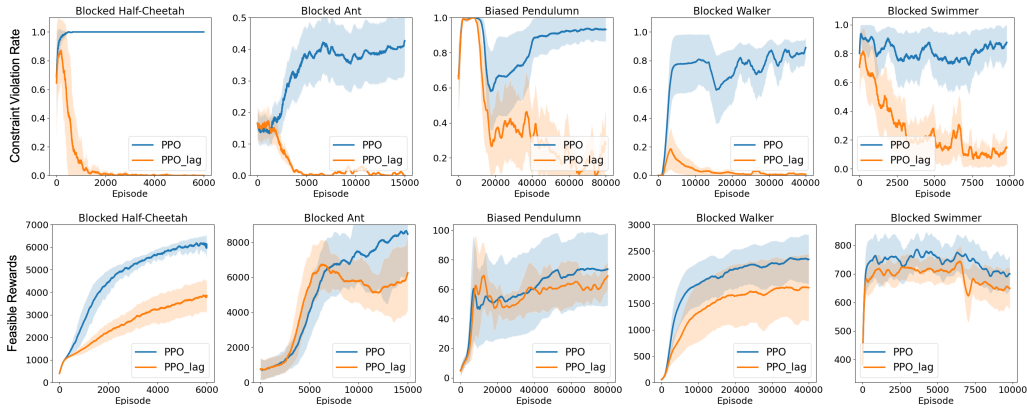 Blocked Half-Cheetah
Blocked Ant
Biased Pendulumn
Blocked Walker
Blocked Swimmer
Constraint Violation Rate
1.0
0.8
0.6
0.4
0.2
0.0
PPO
PPO_lag
0 2000 4000 6000
Episode
0.5
0.4
0.3
0.2
0.1
0.0
PPO
PPO_lag
0 5000 10000 15000
Episode
1.0
0.8
0.6
0.4
0.2
PPO
PPO_lag
0 20000 40000 60000 80000
Episode
1.0
0.8
0.6
0.4
0.2
0.0
PPO
PPO_lag
0 10000 20000 30000 40000
Episode
1.0
0.8
0.6
0.4
0.2
0.0
PPO
PPO_lag
0 2500 5000 7500 10000
Episode
Blocked Half-Cheetah
Blocked Ant
Biased Pendulumn
Blocked Walker
Blocked Swimmer
Feasible Rewards
7000
6000
5000
4000
3000
2000
1000
0
PPO
PPO_lag
0 2000 4000 6000
Episode
8000
6000
4000
2000
0
PPO
PPO_lag
0 5000 10000 15000
Episode
100
80
60
40
20
0
PPO
PPO_lag
0 20000 40000 60000 80000
Episode
3000
2500
2000
1500
1000
500
0
PPO
PPO_lag
0 10000 20000 30000 40000
Episode
800
700
600
500
400
PPO
PPO_lag
0 2500 5000 7500 10000
Episode